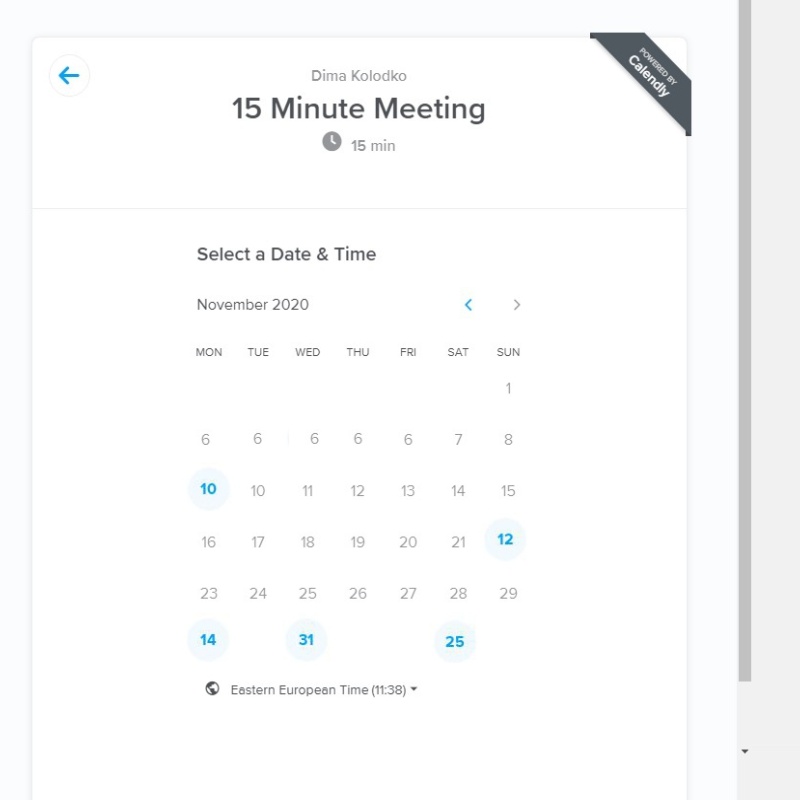 Dima Kolodko
POWERED BY
Calendly
15 Minute Meeting
15 min
Select a Date & Time
November 2020
MON TUE WED THU FRI SAT SUN
1
6 6 6 6 6 7 8
10 10 11 12 13 14 15
16 17 18 19 20 21 12
23 24 25 26 27 28 29
14 31 25
Eastern European Time (11:38)